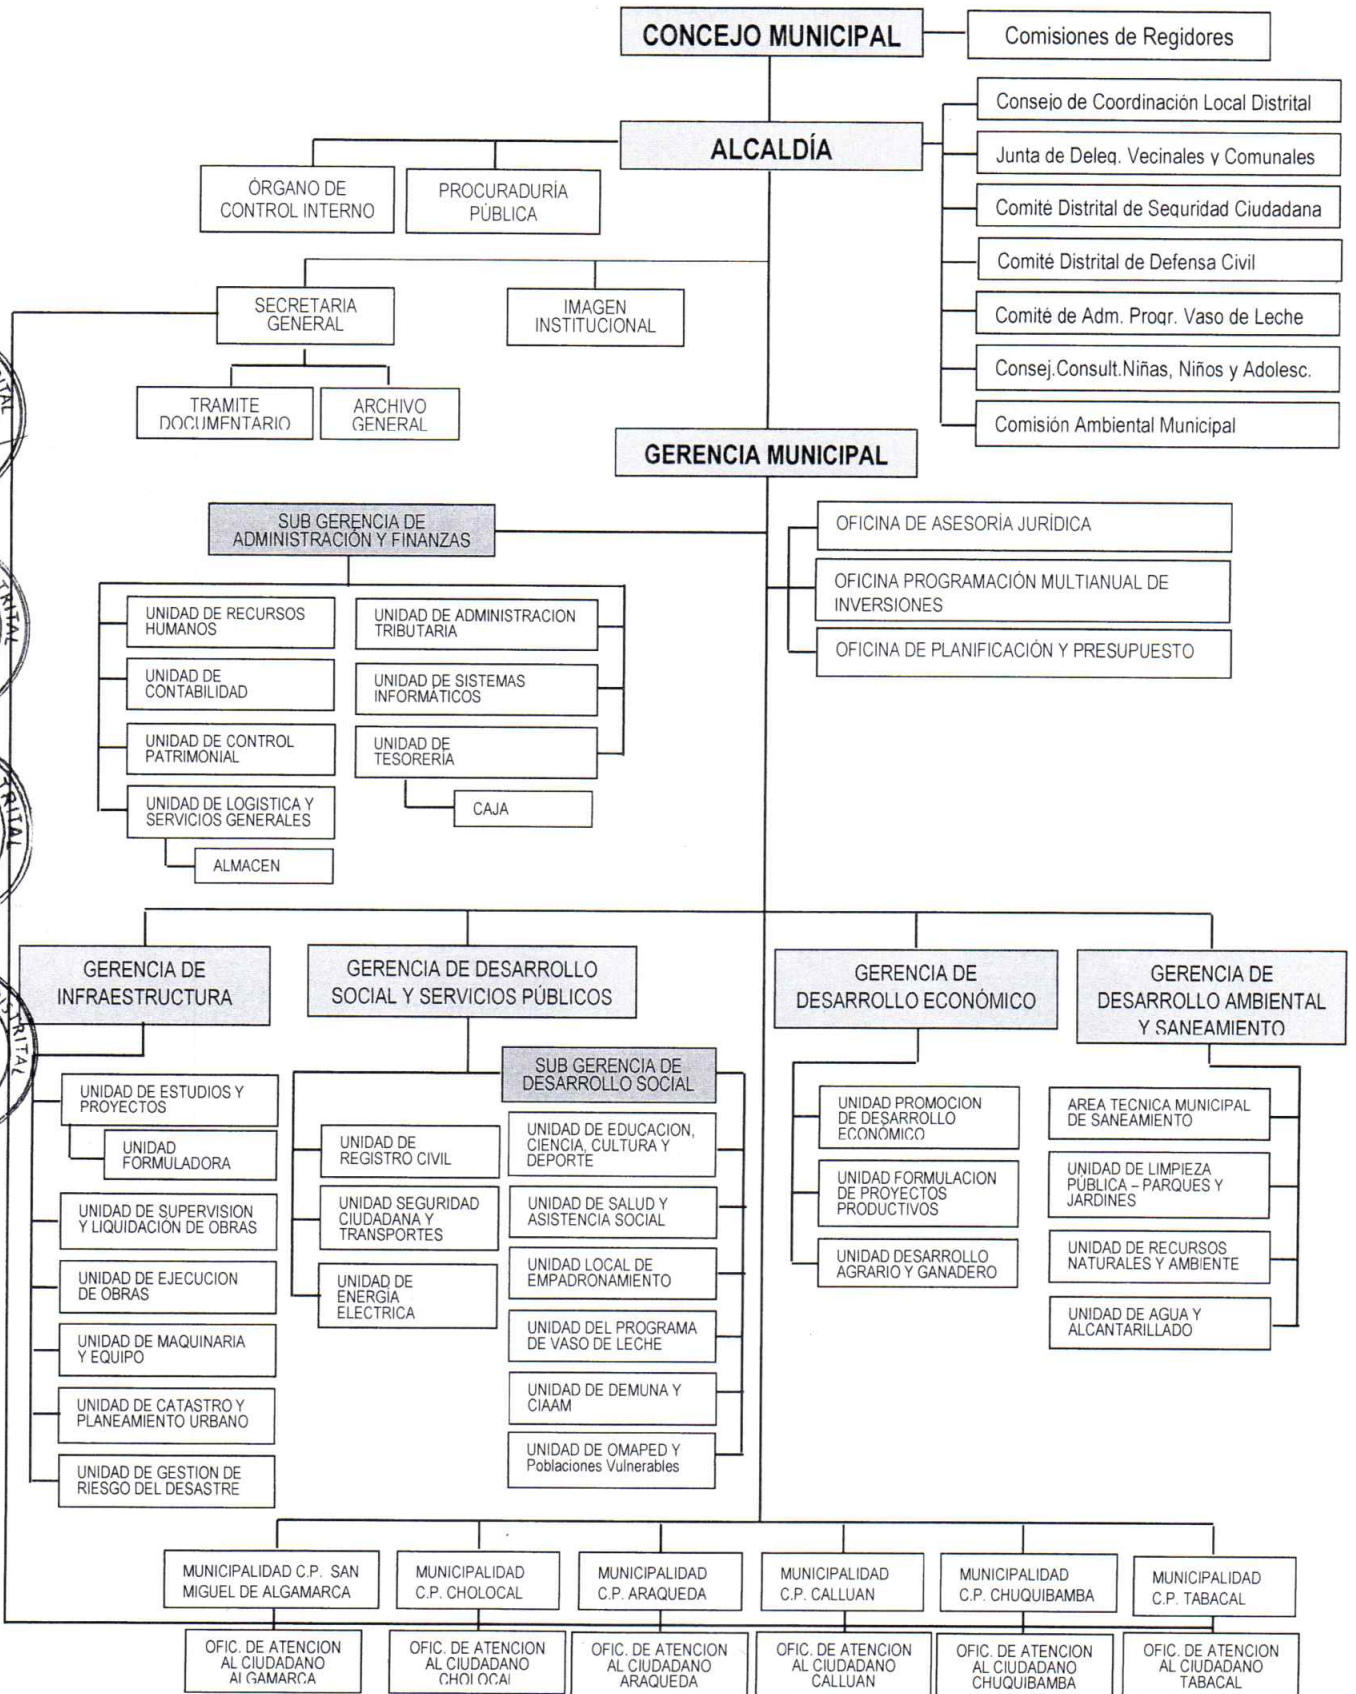 CONCEJO MUNICIPAL
Comisiones de Regidores
ALCALDÍA
Consejo de Coordinación Local Distrital
Junta de Deleg. Vecinales y Comunales
Comité Distrital de Seguridad Ciudadana
Comité Distrital de Defensa Civil
Comité de Adm. Progr. Vaso de Leche
Consej.Consult.Niñas, Niños y Adolesc.
Comisión Ambiental Municipal
ÓRGANO DE
CONTROL INTERNO
PROCURADURÍA
PÚBLICA
SECRETARIA
GENERAL
IMAGEN
INSTITUCIONAL
TRAMITE
DOCUMENTARIO
ARCHIVO
GENERAL
GERENCIA MUNICIPAL
SUB GERENCIA DE
ADMINISTRACIÓN Y FINANZAS
OFICINA DE ASESORÍA JURÍDICA
OFICINA PROGRAMACIÓN MULTIANUAL DE
INVERSIONES
OFICINA DE PLANIFICACIÓN Y PRESUPUESTO
UNIDAD DE RECURSOS
HUMANOS
UNIDAD DE
CONTABILIDAD
UNIDAD DE CONTROL
PATRIMONIAL
UNIDAD DE LOGISTICA Y
SERVICIOS GENERALES
ALMACEN
UNIDAD DE ADMINISTRACION
TRIBUTARIA
UNIDAD DE SISTEMAS
INFORMÁTICOS
UNIDAD DE
TESORERÍA
CAJA
GERENCIA DE
INFRAESTRUCTURA
UNIDAD DE ESTUDIOS Y
PROYECTOS
UNIDAD
FORMULADORA
UNIDAD DE SUPERVISION
Y LIQUIDACIÓN DE OBRAS
UNIDAD DE EJECUCION
DE OBRAS
UNIDAD DE MAQUINARIA
Y EQUIPO
UNIDAD DE CATASTRO Y
PLANEAMIENTO URBANO
UNIDAD DE GESTION DE
RIESGO DEL DESASTRE
GERENCIA DE DESARROLLO
SOCIAL Y SERVICIOS PÚBLICOS
UNIDAD DE
REGISTRO CIVIL
UNIDAD SEGURIDAD
CIUDADANA Y
TRANSPORTES
UNIDAD DE
ENERGÍA
ELECTRICA
SUB GERENCIA DE
DESARROLLO SOCIAL
UNIDAD DE EDUCACION,
CIENCIA, CULTURA Y
DEPORTE
UNIDAD DE SALUD Y
ASISTENCIA SOCIAL
UNIDAD LOCAL DE
EMPADRONAMIENTO
UNIDAD DEL PROGRAMA
DE VASO DE LECHE
UNIDAD DE DEMUNA Y
CIAAM
UNIDAD DE OMAPED Y
Poblaciones Vulnerables
GERENCIA DE
DESARROLLO ECONÓMICO
UNIDAD PROMOCION
DE DESARROLLO
ECONÓMICO
UNIDAD FORMULACION
DE PROYECTOS
PRODUCTIVOS
UNIDAD DESARROLLO
AGRARIO Y GANADERO
GERENCIA DE
DESARROLLO AMBIENTAL
Y SANEAMIENTO
AREA TECNICA MUNICIPAL
DE SANEAMIENTO
UNIDAD DE LIMPIEZA
PÚBLICA – PARQUES Y
JARDINES
UNIDAD DE RECURSOS
NATURALES Y AMBIENTE
UNIDAD DE AGUA Y
ALCANTARILLADO
MUNICIPALIDAD C.P. SAN
MIGUEL DE ALGAMARCA
MUNICIPALIDAD
C.P. CHOLOCAL
MUNICIPALIDAD
C.P. ARAQUEDA
MUNICIPALIDAD
C.P. CALLUAN
MUNICIPALIDAD
C.P. CHUQUIBAMBA
MUNICIPALIDAD
C.P. TABACAL
OFIC. DE ATENCION
AL CIUDADANO
ALGAMARCA
OFIC. DE ATENCION
AL CIUDADANO
CHOLOCAL
OFIC. DE ATENCION
AL CIUDADANO
ARAQUEDA
OFIC. DE ATENCION
AL CIUDADANO
CALLUAN
OFIC. DE ATENCION
AL CIUDADANO
CHUQUIBAMBA
OFIC. DE ATENCION
AL CIUDADANO
TABACAL